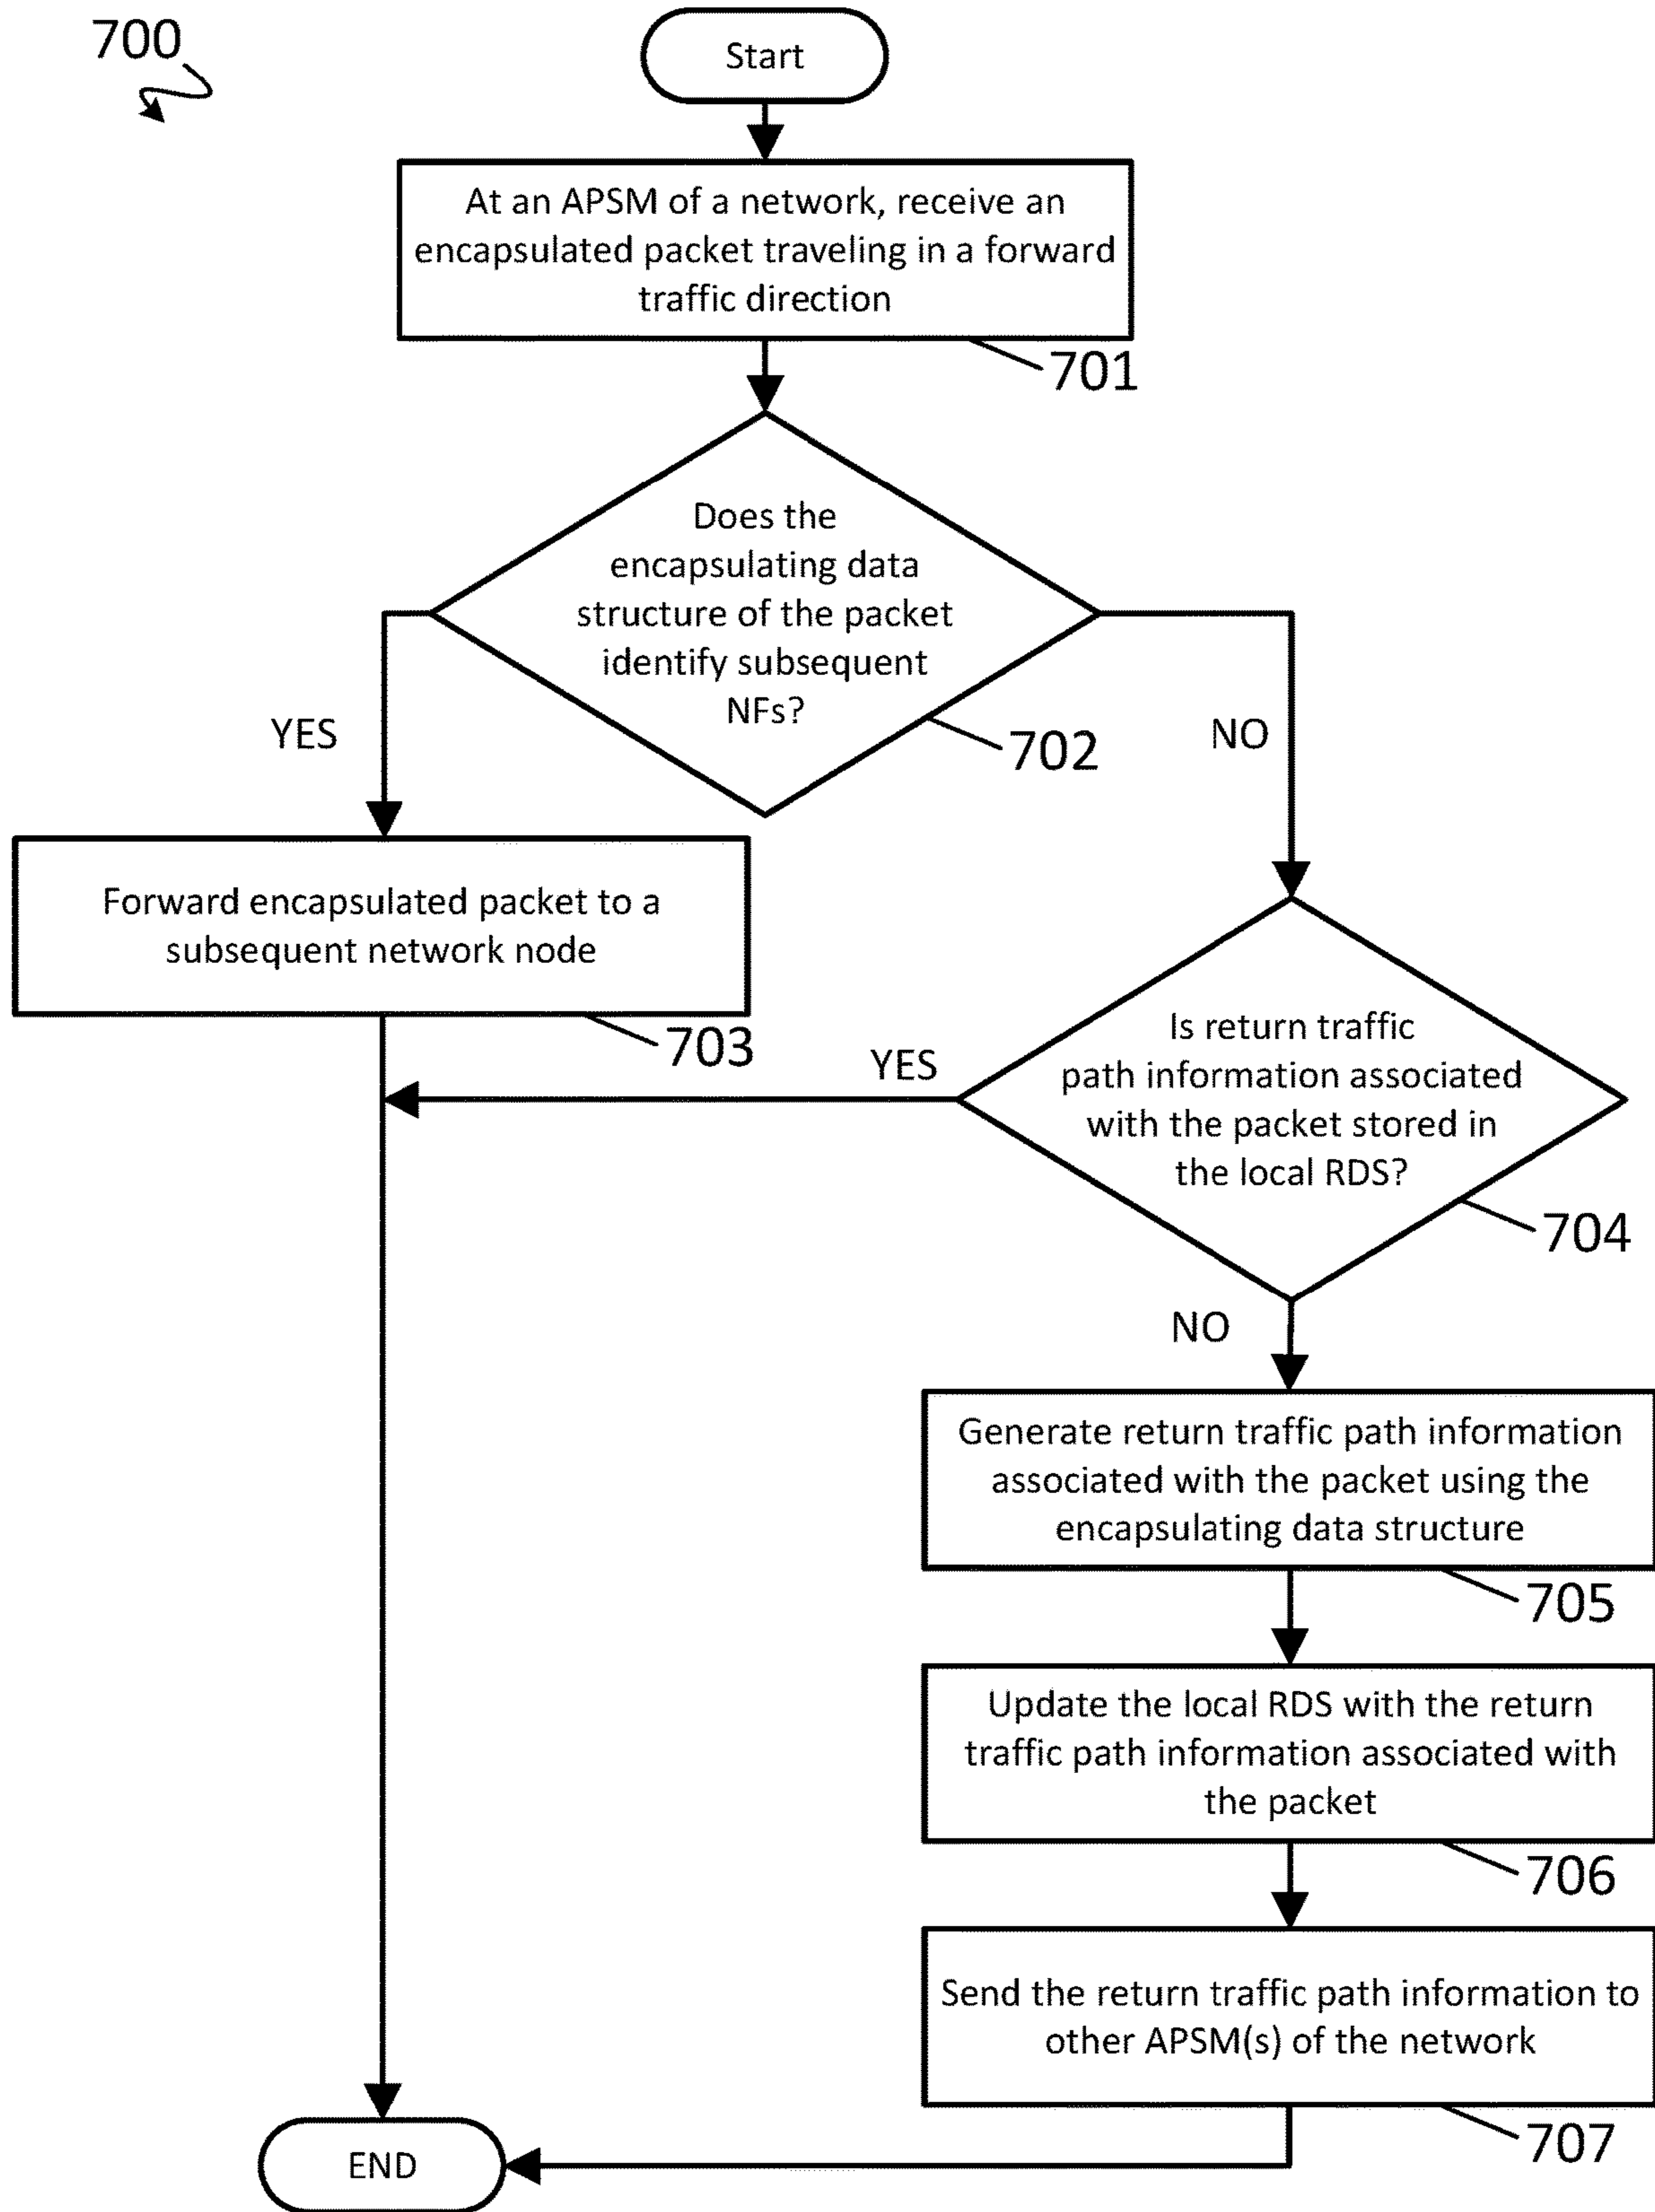 700
Start
At an APSM of a network, receive an
encapsulated packet traveling in a forward
traffic direction
701
Does the
encapsulating data
structure of the packet
identify subsequent
NFs?
702
YES
NO
Forward encapsulated packet to a
subsequent network node
703
Is return traffic
path information associated
with the packet stored in
the local RDS?
704
YES
NO
Generate return traffic path information
associated with the packet using the
encapsulating data structure
705
Update the local RDS with the return
traffic path information associated with
the packet
706
Send the return traffic path information to
other APSM(s) of the network
707
END